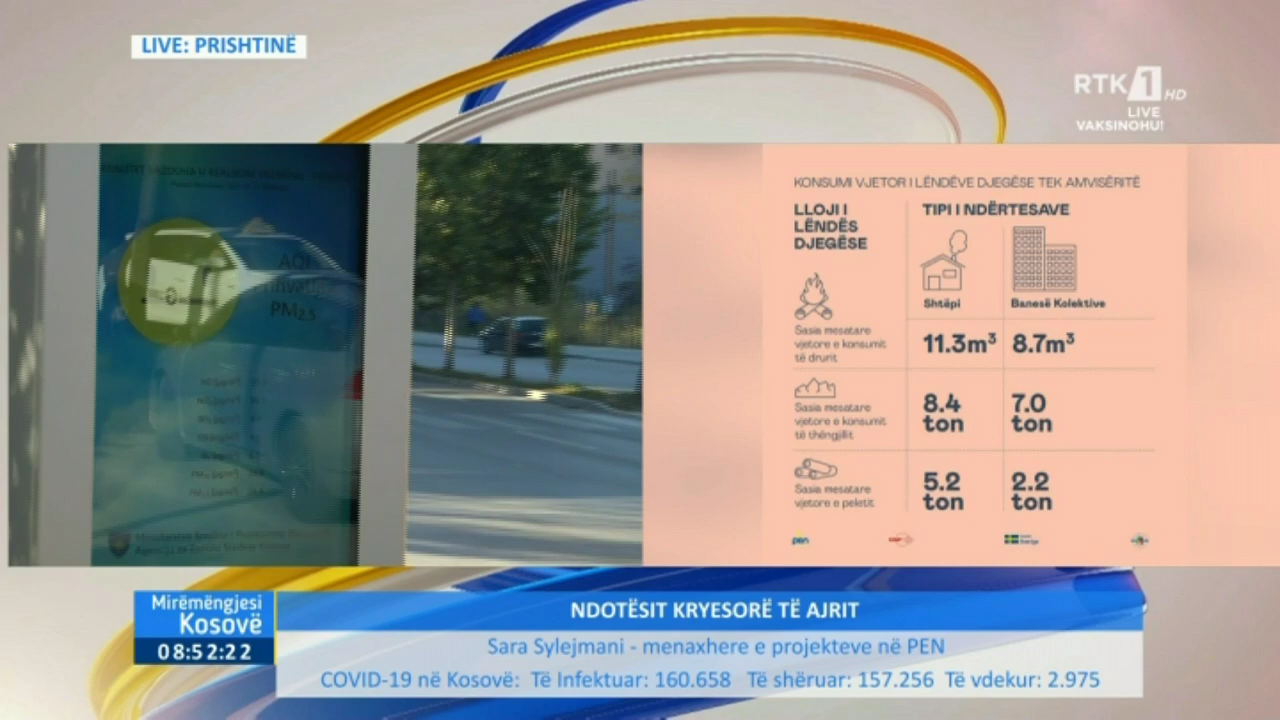 LIVE: PRISHTINË
RTK 1 HD
LIVE
VAKSINOHU!
AQI
PM2.5
KONSUMI VJETOR I LËNDËVE DJEGËSE TEK AMVISËRITË
LLOJI I
LËNDËS
DJEGËSE
TIPI I NDËRTESAVE
Shtëpi
Banesë Kolektive
Sasia mesatare
vjetore e konsumit
të drurit
11.3m³
8.7m³
Sasia mesatare
vjetore e konsumit
të thëngjillit
8.4
ton
7.0
ton
Sasia mesatare
vjetore e peletit
5.2
ton
2.2
ton
pen
Mirëmëngjesi
Kosovë
08:52:22
NDOTËSIT KRYESORË TË AJRIT
Sara Sylejmani - menaxhere e projekteve në PEN
COVID-19 në Kosovë: Të Infektuar: 160.658 Të shëruar: 157.256 Të vdekur: 2.975